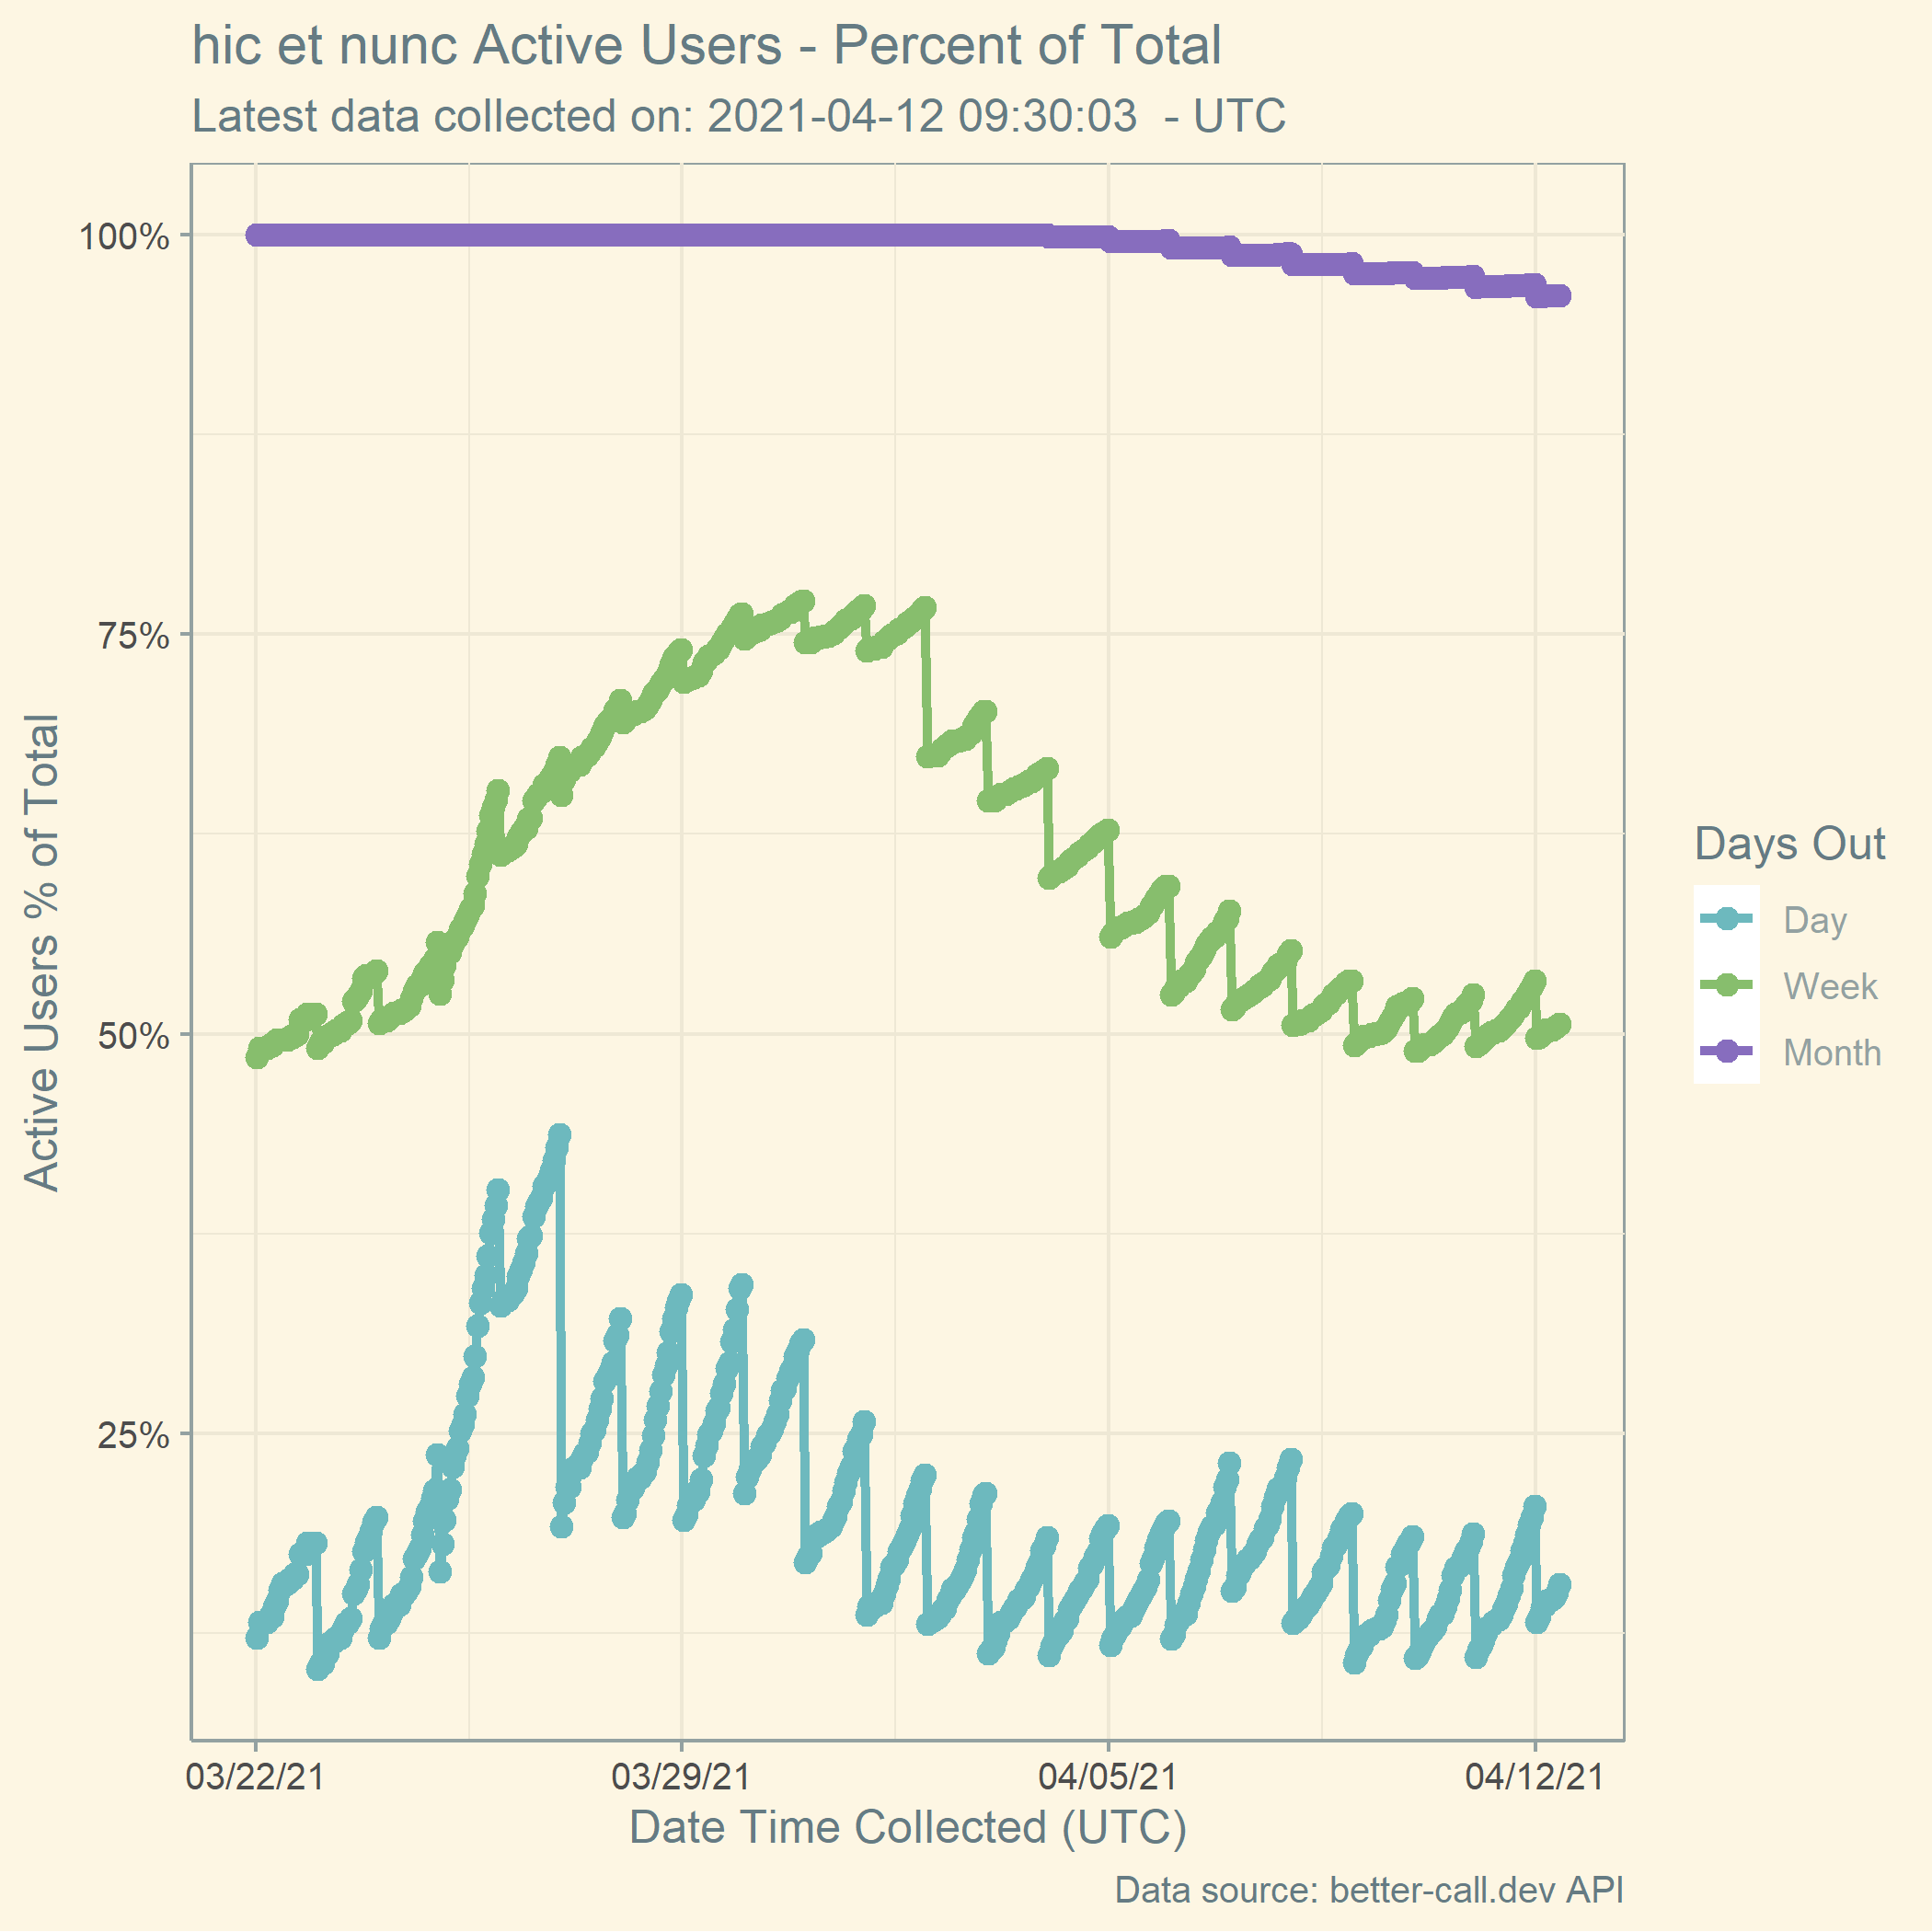 hic et nunc Active Users - Percent of Total
Latest data collected on: 2021-04-12 09:30:03  - UTC
Active Users % of Total
100%
75%
50%
25%
03/22/21
03/29/21
04/05/21
04/12/21
Date Time Collected (UTC)
Days Out
Day
Week
Month
Data source: better-call.dev API